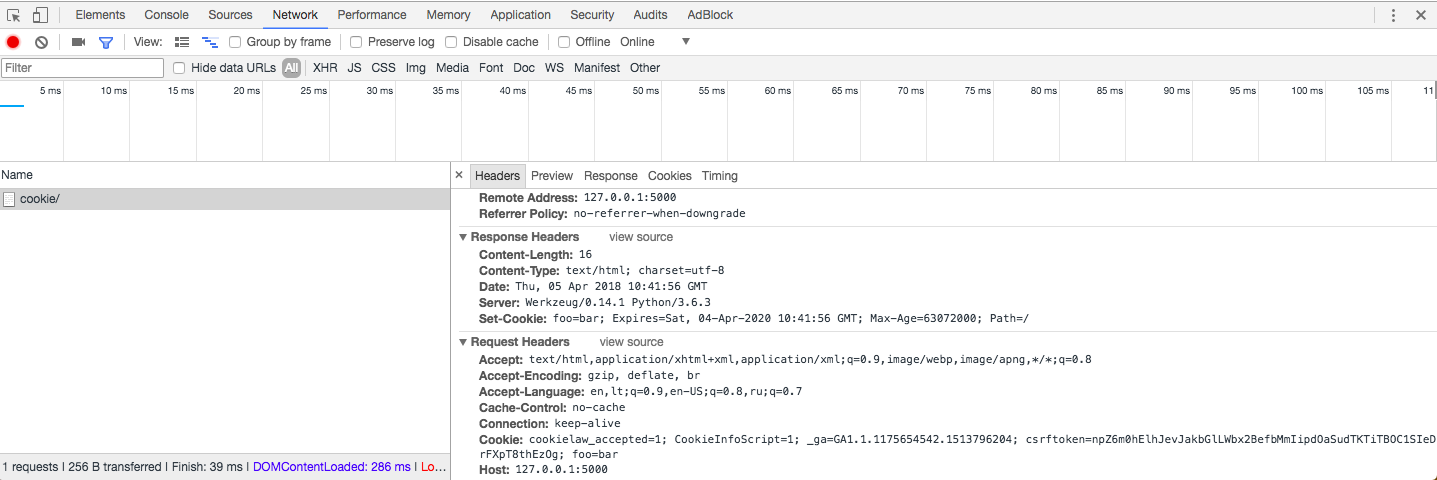 Elements Console Sources Network Performance Memory Application Security Audits AdBlock
View: Group by frame Preserve log Disable cache Offline Online
Filter Hide data URLs All XHR JS CSS Img Media Font Doc WS Manifest Other
5 ms 10 ms 15 ms 20 ms 25 ms 30 ms 35 ms 40 ms 45 ms 50 ms 55 ms 60 ms 65 ms 70 ms 75 ms 80 ms 85 ms 90 ms 95 ms 100 ms 105 ms 11
Name
cookie/
1 requests | 256 B transferred | Finish: 39 ms | DOMContentLoaded: 286 ms | Lo…
× Headers Preview Response Cookies Timing
Remote Address: 127.0.0.1:5000
Referrer Policy: no-referrer-when-downgrade
Response Headers view source
Content-Length: 16
Content-Type: text/html; charset=utf-8
Date: Thu, 05 Apr 2018 10:41:56 GMT
Server: Werkzeug/0.14.1 Python/3.6.3
Set-Cookie: foo=bar; Expires=Sat, 04-Apr-2020 10:41:56 GMT; Max-Age=63072000; Path=/
Request Headers view source
Accept: text/html,application/xhtml+xml,application/xml;q=0.9,image/webp,image/apng,*/*;q=0.8
Accept-Encoding: gzip, deflate, br
Accept-Language: en,lt;q=0.9,en-US;q=0.8,ru;q=0.7
Cache-Control: no-cache
Connection: keep-alive
Cookie: cookielaw_accepted=1; CookieInfoScript=1; _ga=GA1.1.1175654542.1513796204; csrftoken=npZ6m0hElhJevJakbGlLWbx2BefbMmIipdOaSudTKTiTBOC1SIeD
rFXpT8thEzOg; foo=bar
Host: 127.0.0.1:5000